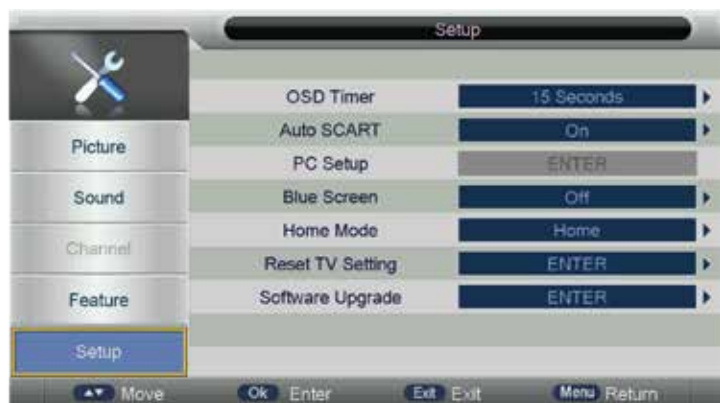 Setup
OSD Timer 15 Seconds
Auto SCART On
Picture
PC Setup ENTER
Sound
Blue Screen Off
Home Mode Home
Channel
Reset TV Setting ENTER
Feature
Software Upgrade ENTER
Setup
Move Ok Enter Exit Exit Menu Return